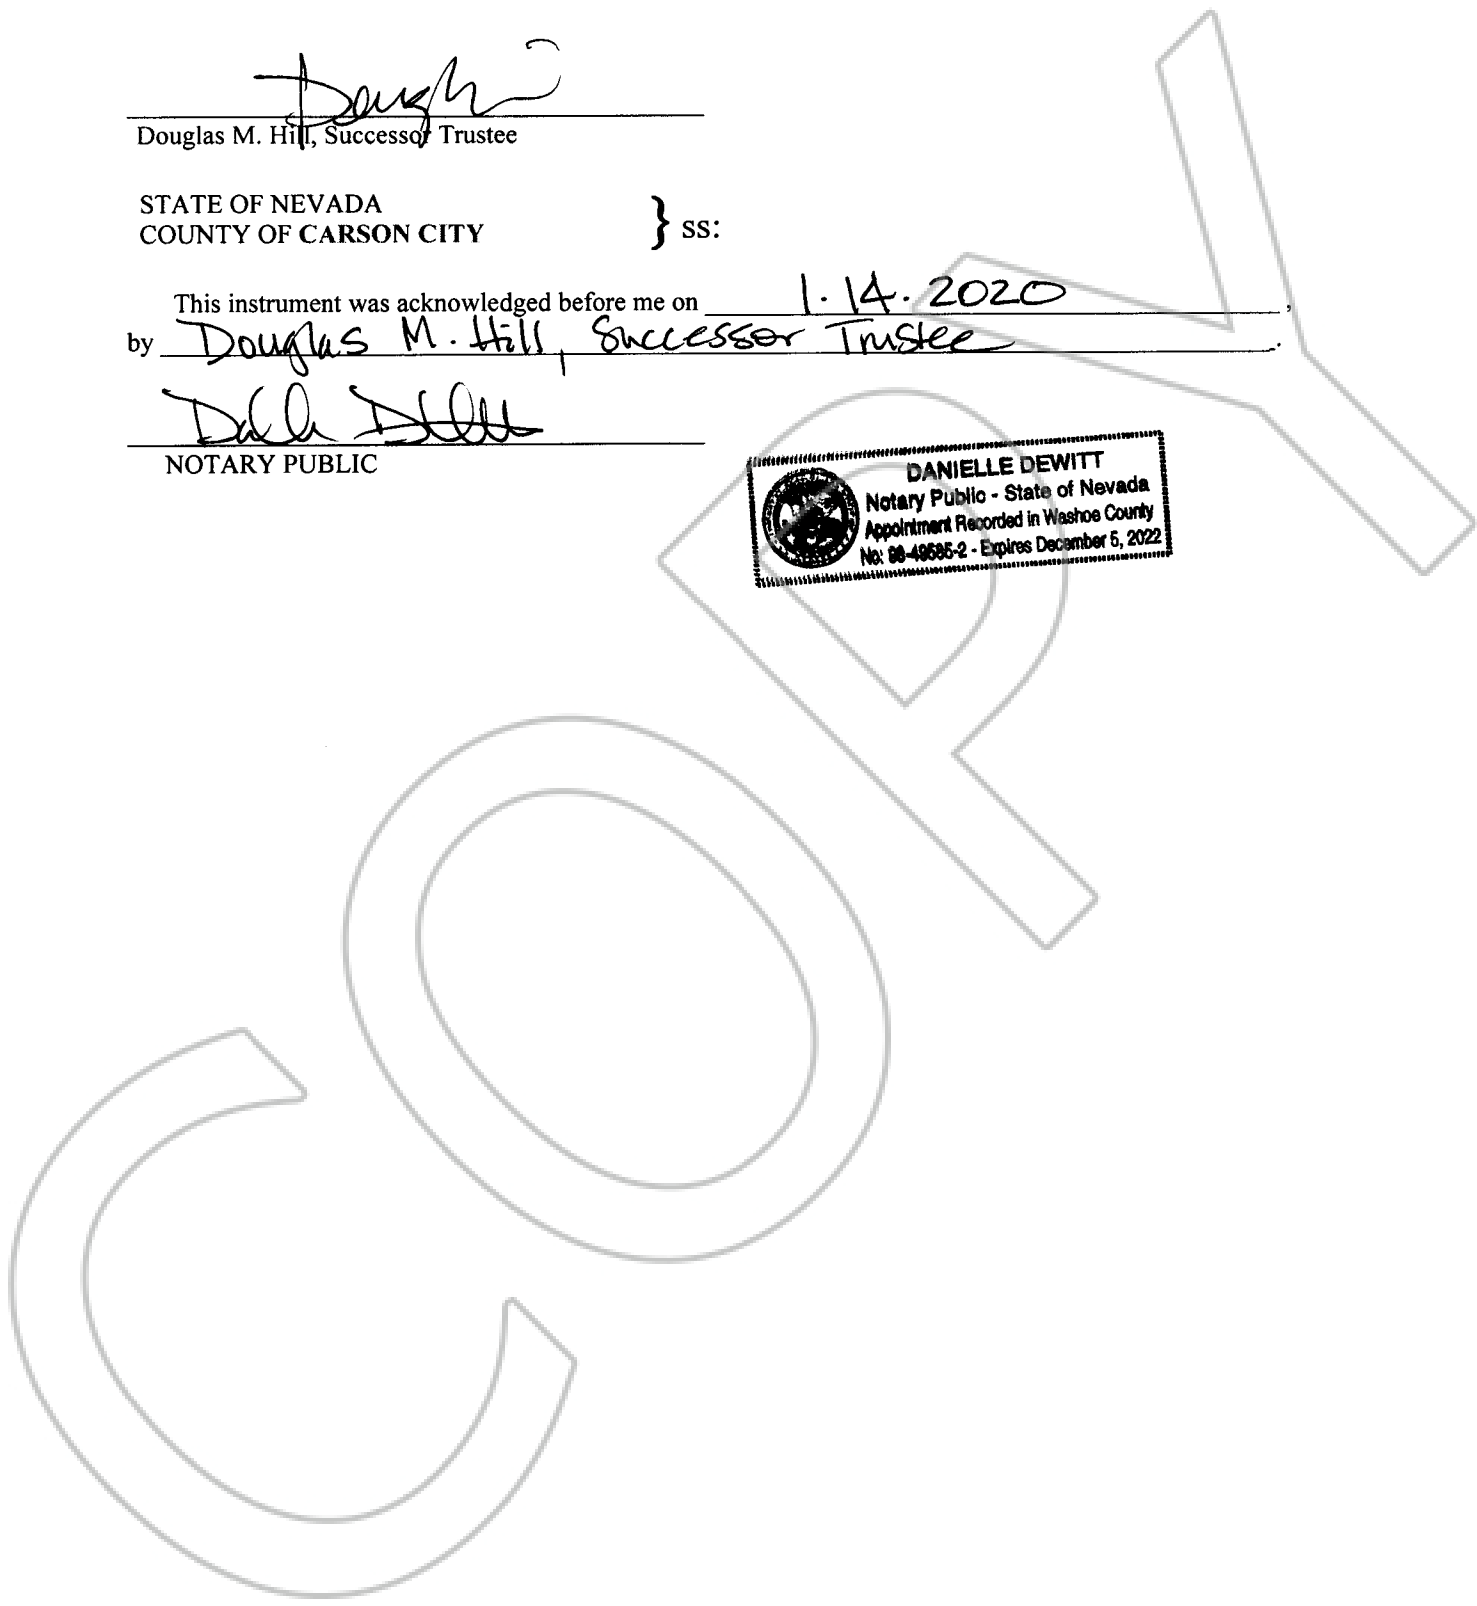 Douglas M. Hill, Successor Trustee
STATE OF NEVADA
COUNTY OF CARSON CITY } ss:
This instrument was acknowledged before me on 1.14.2020,
by Douglas M. Hill, Successor Trustee.
NOTARY PUBLIC
DANIELLE DEWITT
Notary Public - State of Nevada
Appointment Recorded in Washoe County
No: - Expires December 5, 2022
COPY